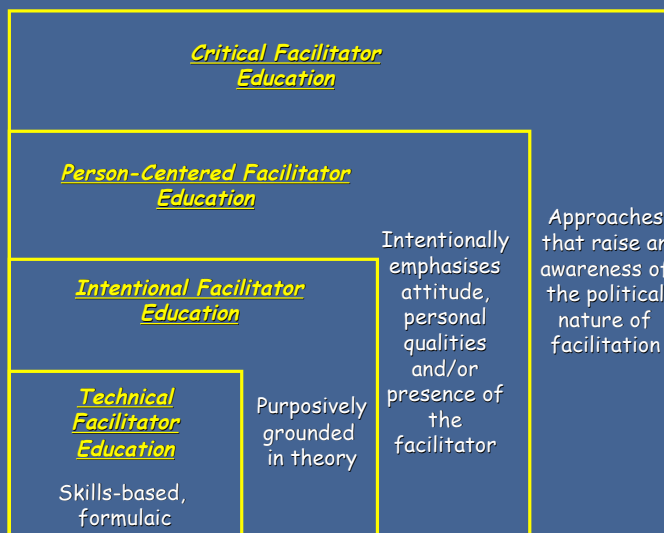 Critical Facilitator
Education
Person-Centered Facilitator
Education
Intentional Facilitator
Education
Technical
Facilitator
Education
Skills-based,
formulaic
Purposively
grounded
in theory
Intentionally
emphasises
attitude,
personal
qualities
and/or
presence of
the
facilitator
Approaches
that raise an
awareness of
the political
nature of
facilitation